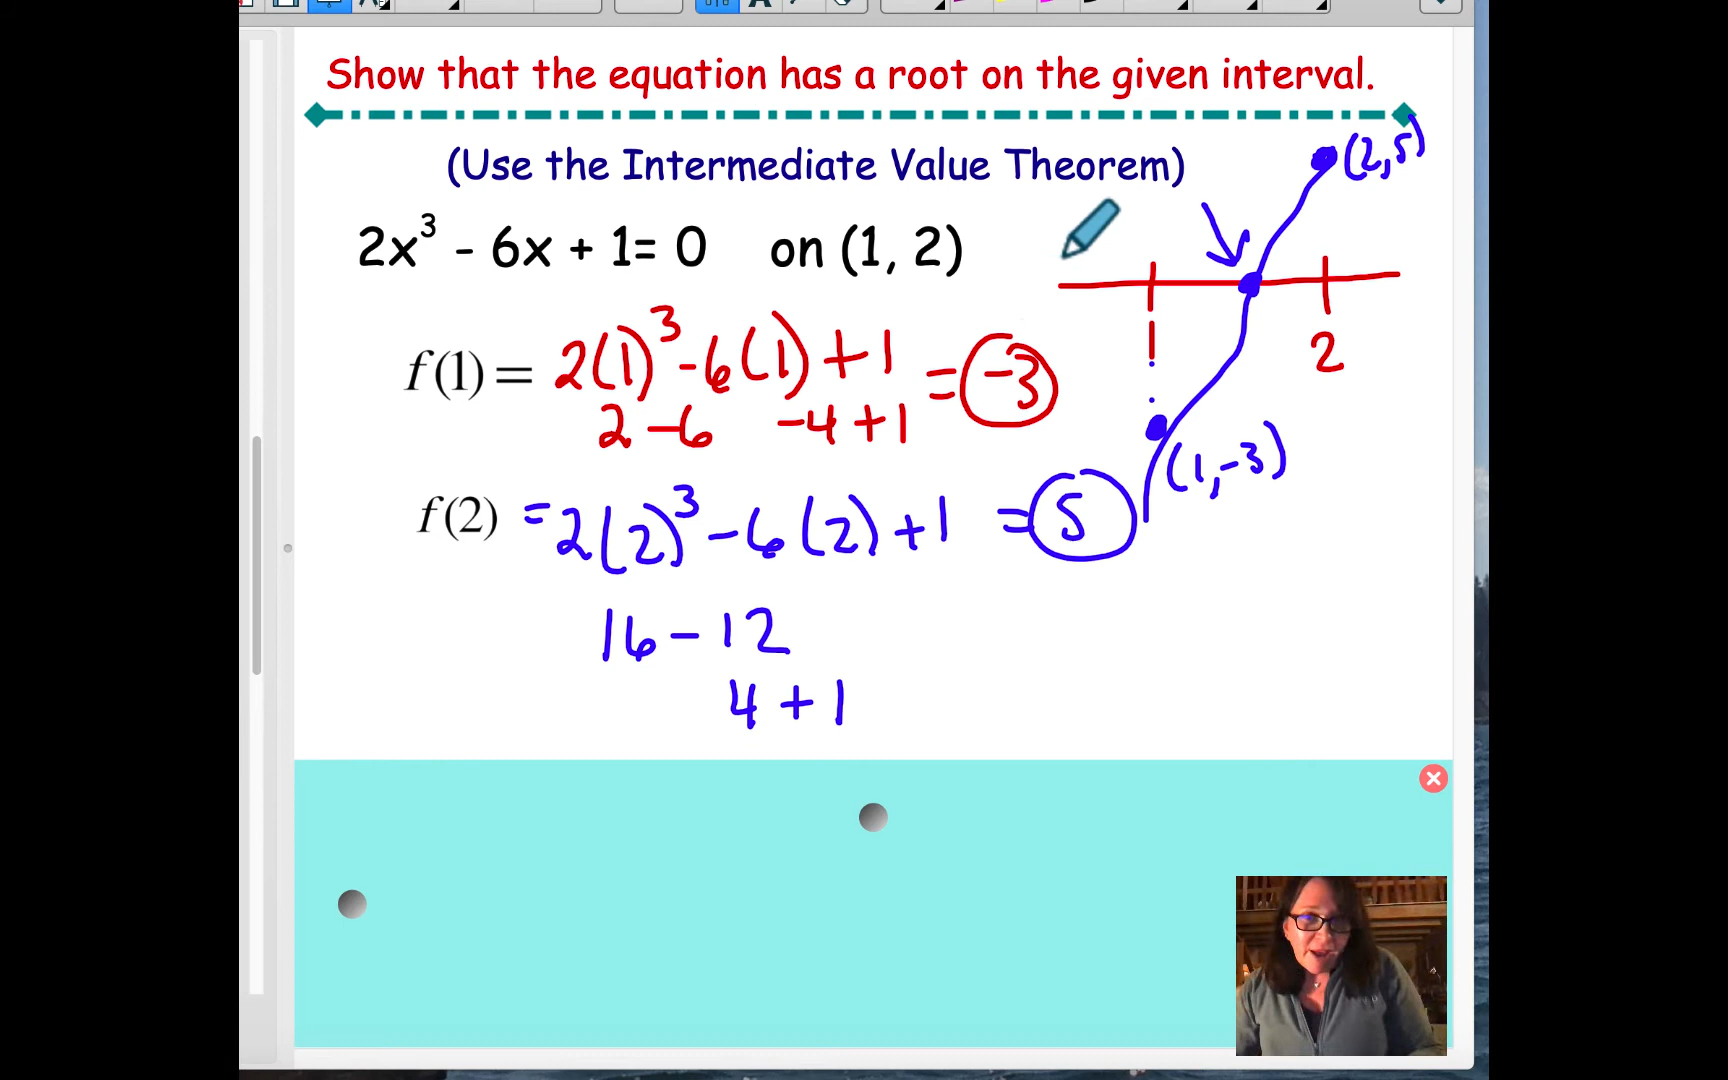 Show that the equation has a root on the given interval.
(Use the Intermediate Value Theorem)
(2,5)
2x³ - 6x + 1= 0 on (1, 2)
1 2
f(1) = 2(1)³ -6(1) +1 = -3
2 -6 -4 +1
(1,-3)
f(2) = 2(2)³ - 6(2) +1 = 5
16 - 12
4 + 1